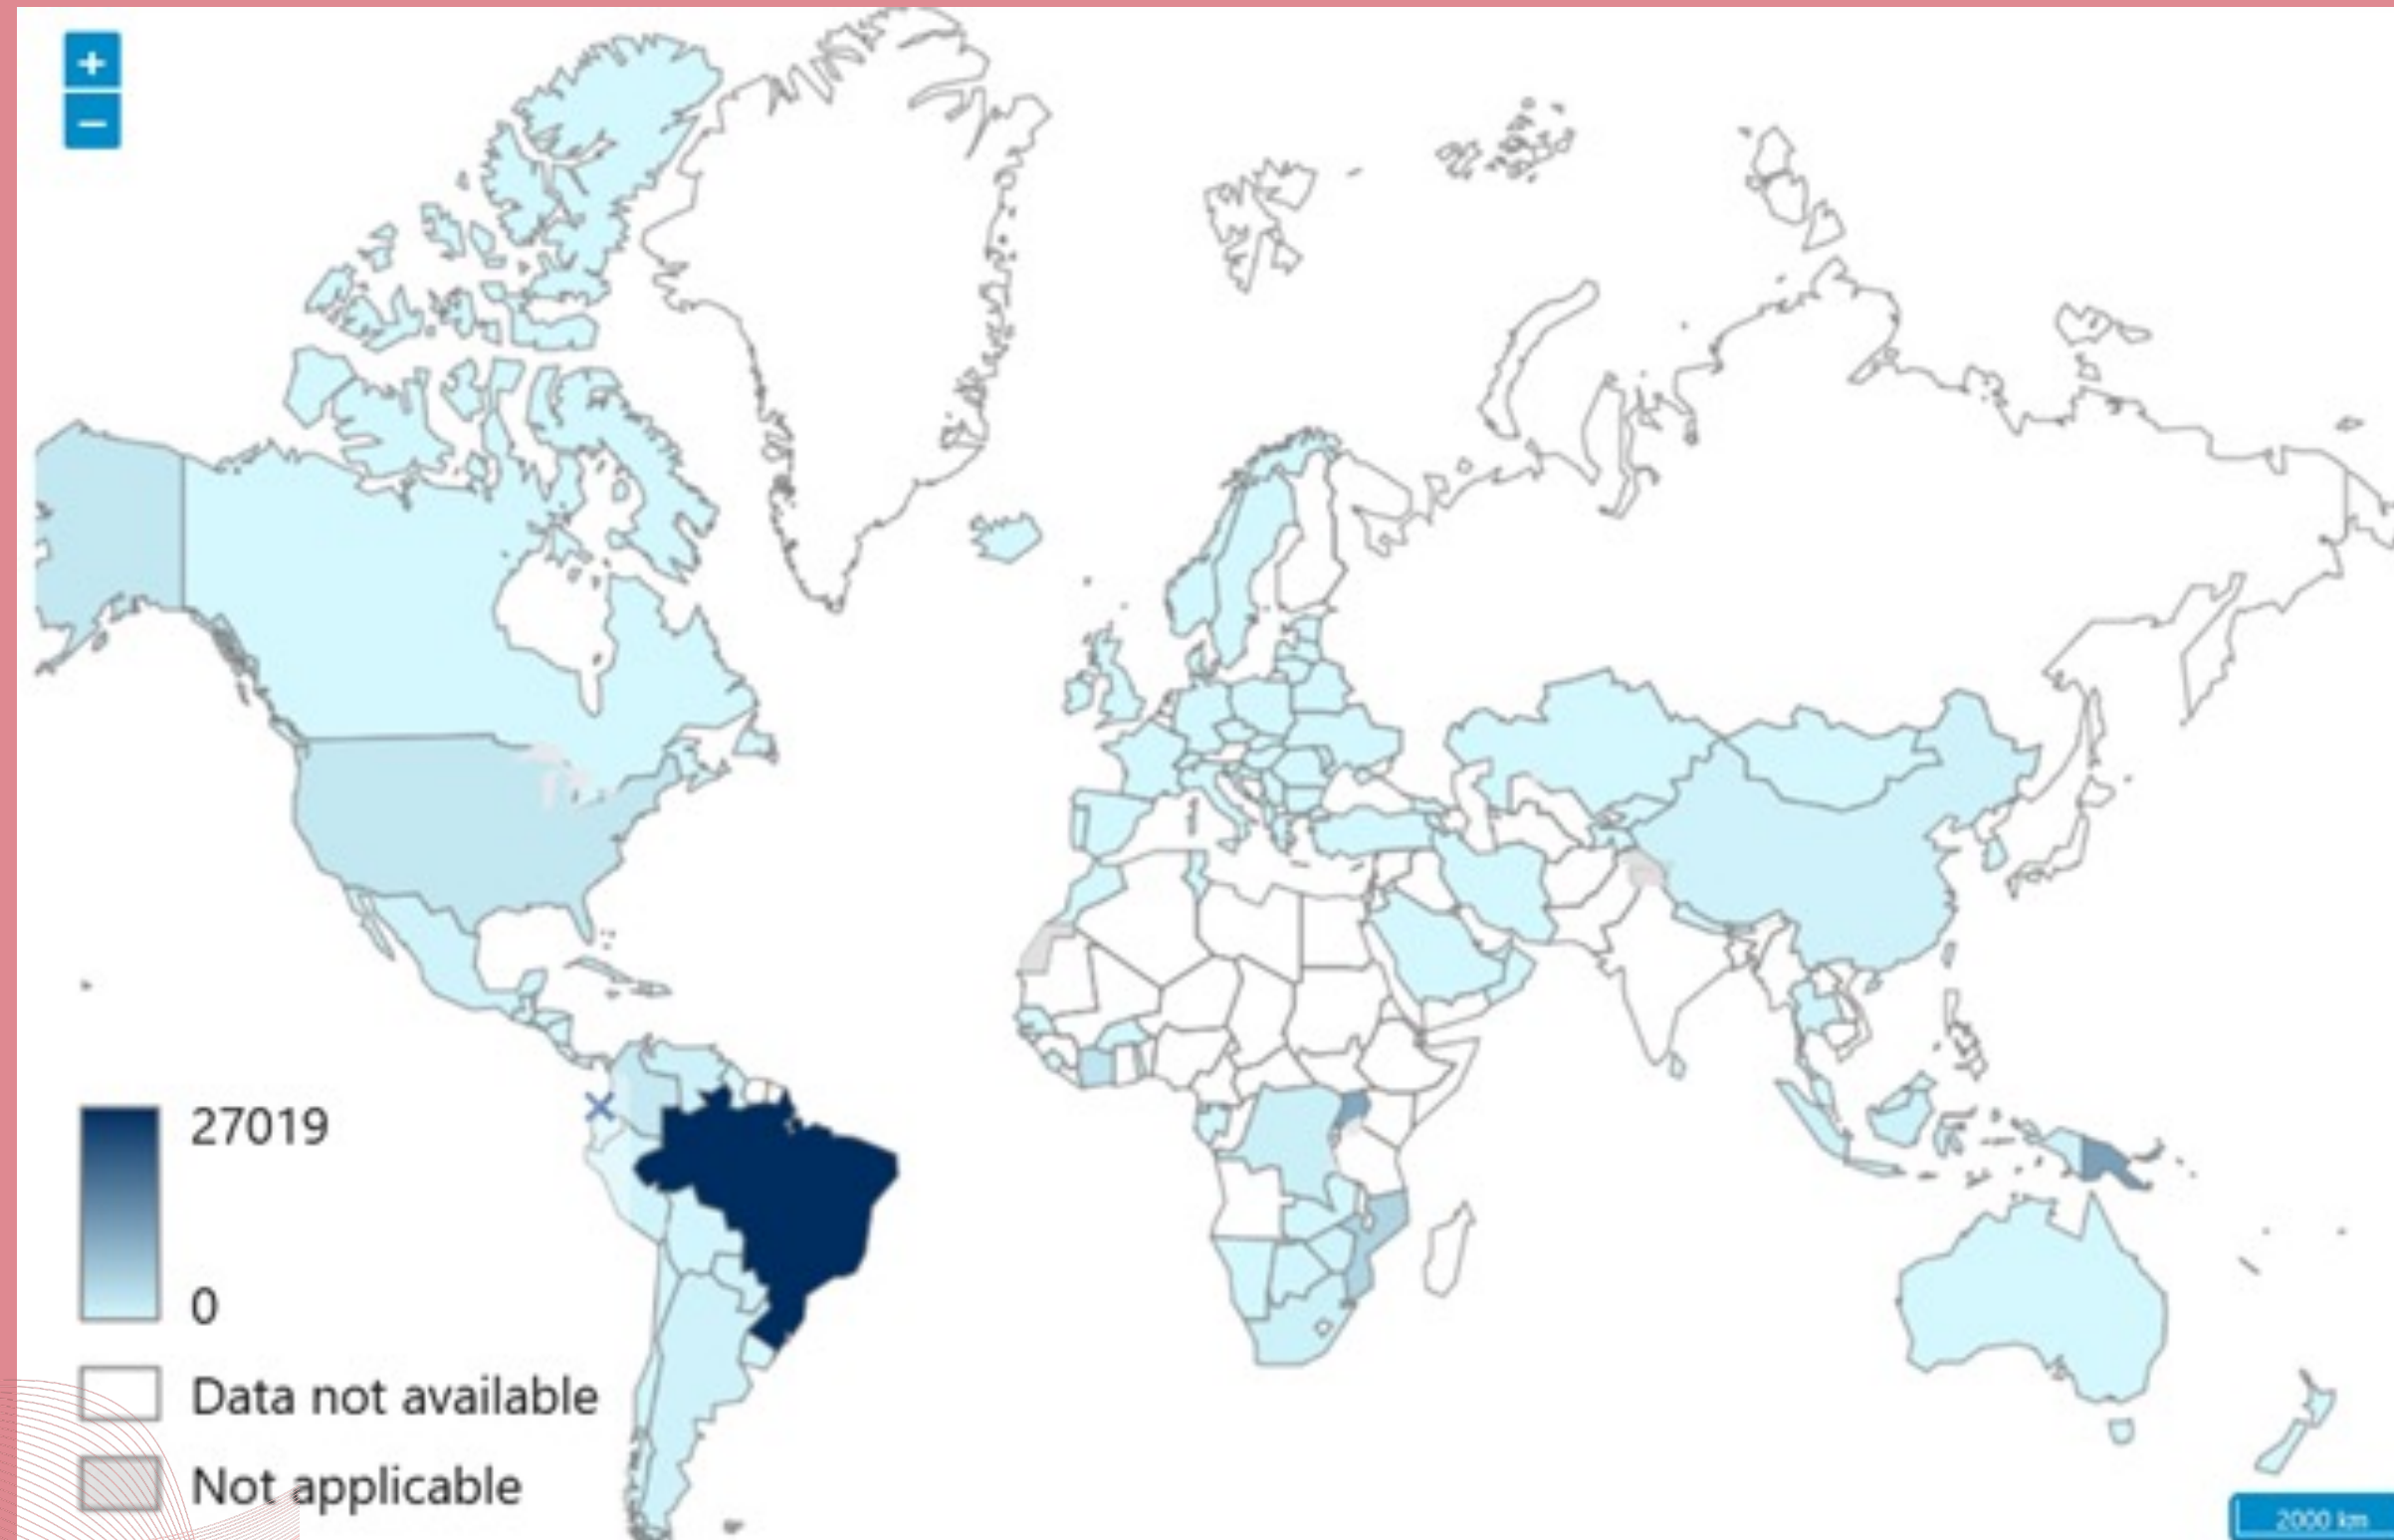 +
−
27019
0
Data not available
Not applicable
2000 km